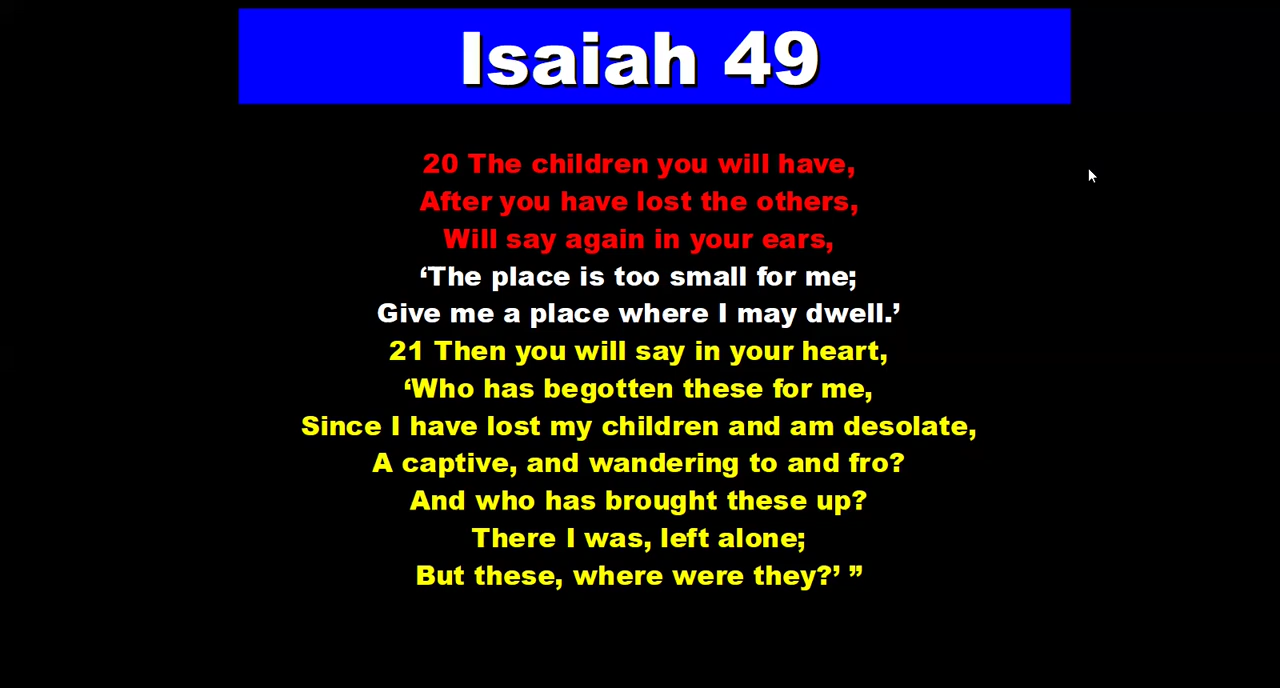 Isaiah 49
20 The children you will have,
After you have lost the others,
Will say again in your ears,
‘The place is too small for me;
Give me a place where I may dwell.’
21 Then you will say in your heart,
‘Who has begotten these for me,
Since I have lost my children and am desolate,
A captive, and wandering to and fro?
And who has brought these up?
There I was, left alone;
But these, where were they?’ ”